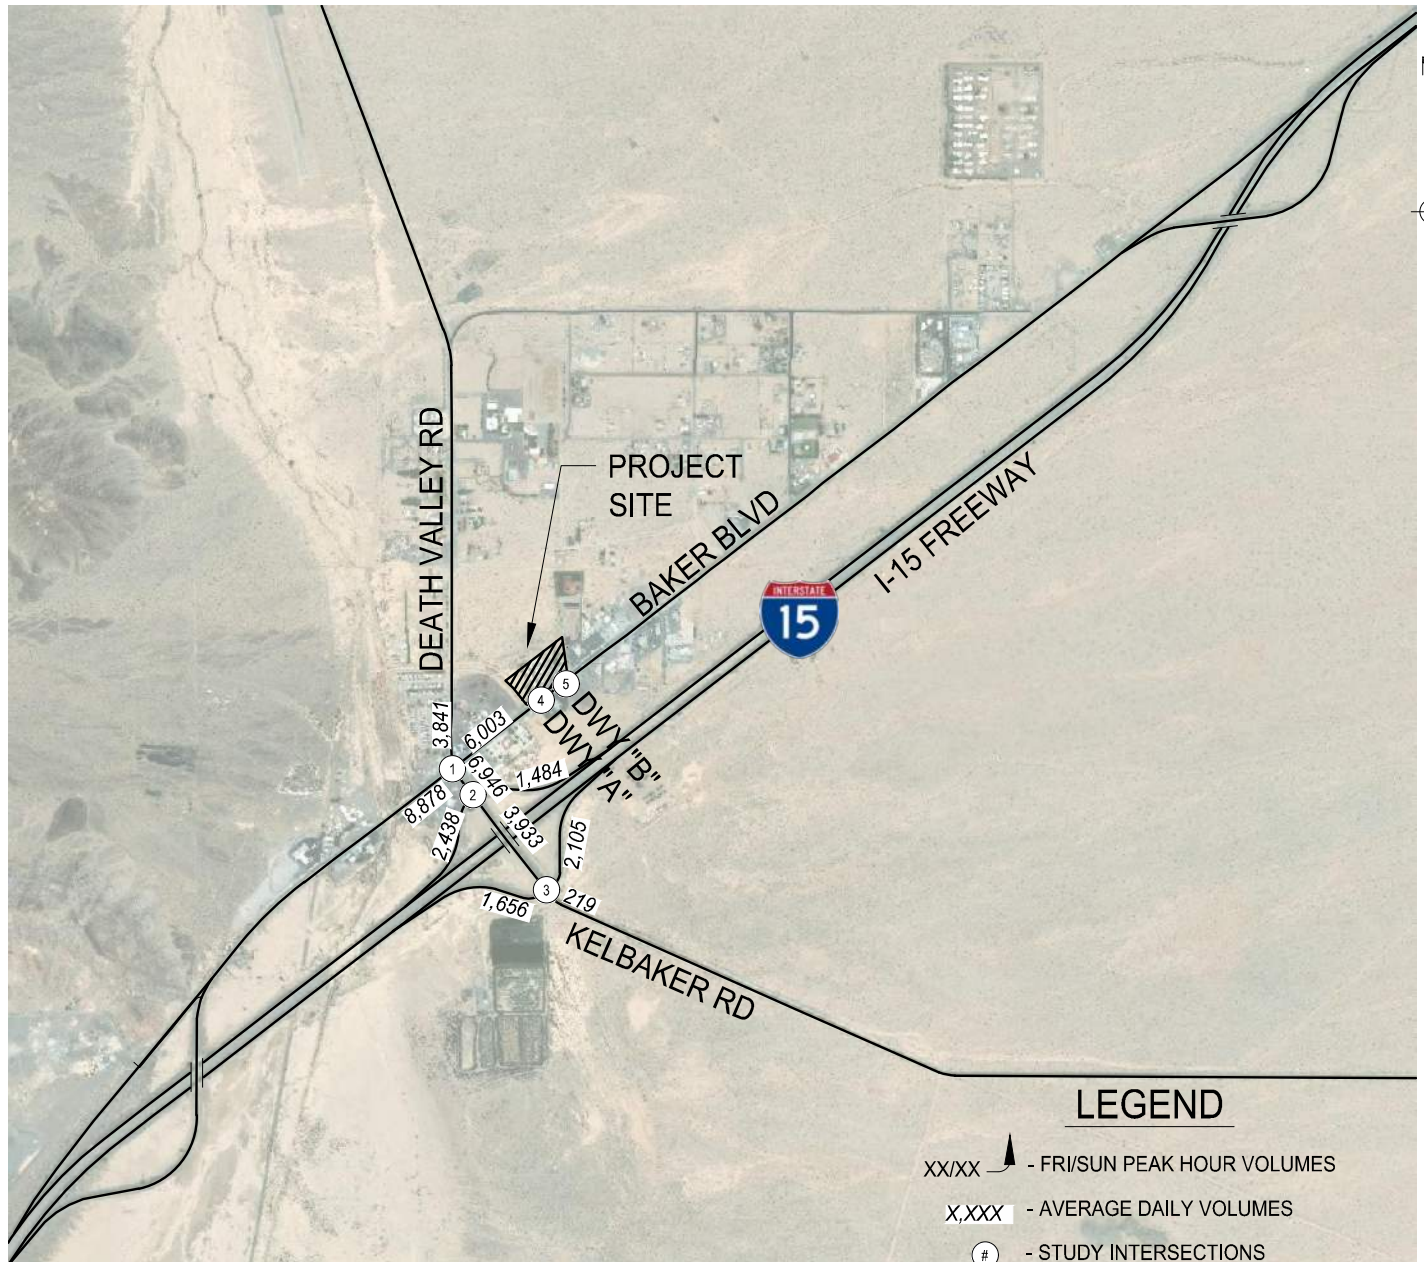 DEATH VALLEY RD
PROJECT
SITE
BAKER BLVD
I-15 FREEWAY
INTERSTATE
15
5
4
DWY "B"
DWY "A"
3,841
6,003
1
6,946
1,484
2
8,878
2,438
3,933
2,105
3
1,656
219
KELBAKER RD
LEGEND
XX/XX - FRI/SUN PEAK HOUR VOLUMES
X,XXX - AVERAGE DAILY VOLUMES
# - STUDY INTERSECTIONS